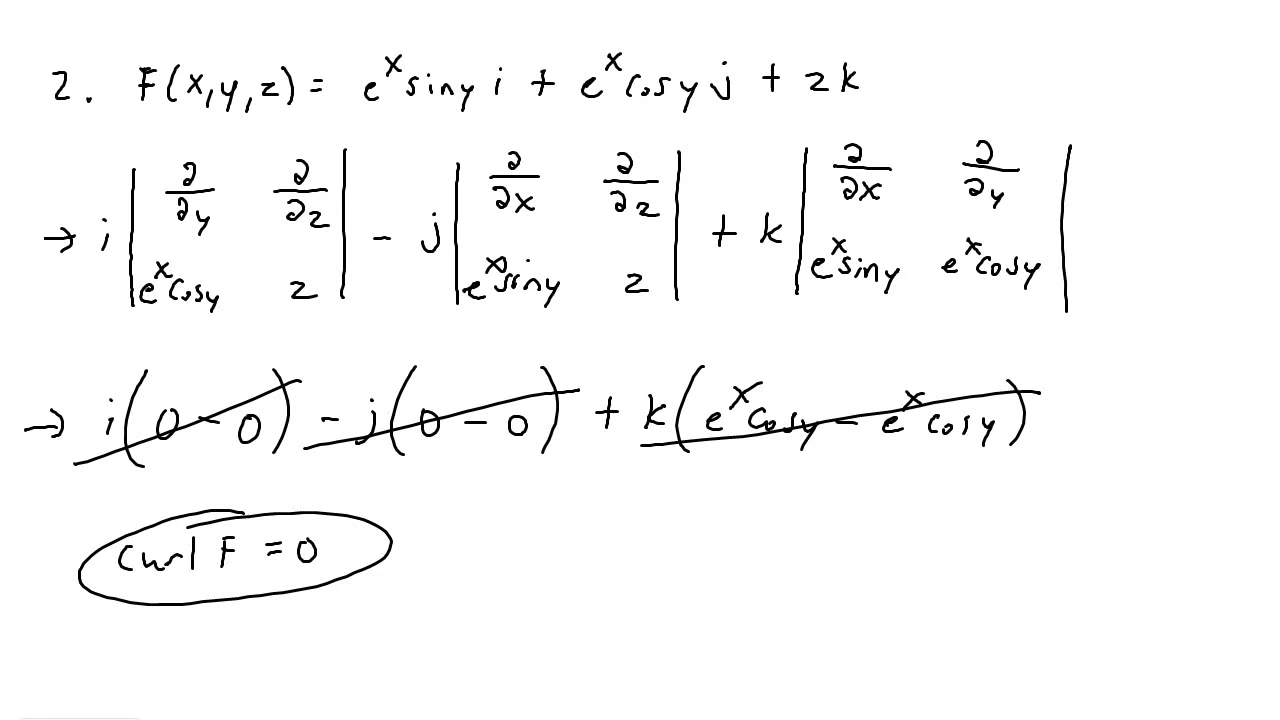 2. F(x,y,z) = e^x siny i + e^x cosy j + zk
→ i |∂/∂y ∂/∂z; e^x cosy z| - j |∂/∂x ∂/∂z; e^x siny z| + k |∂/∂x ∂/∂y; e^x siny e^x cosy|
→ i(0 - 0) - j(0 - 0) + k(e^x cosy - e^x cosy)
curl F = 0